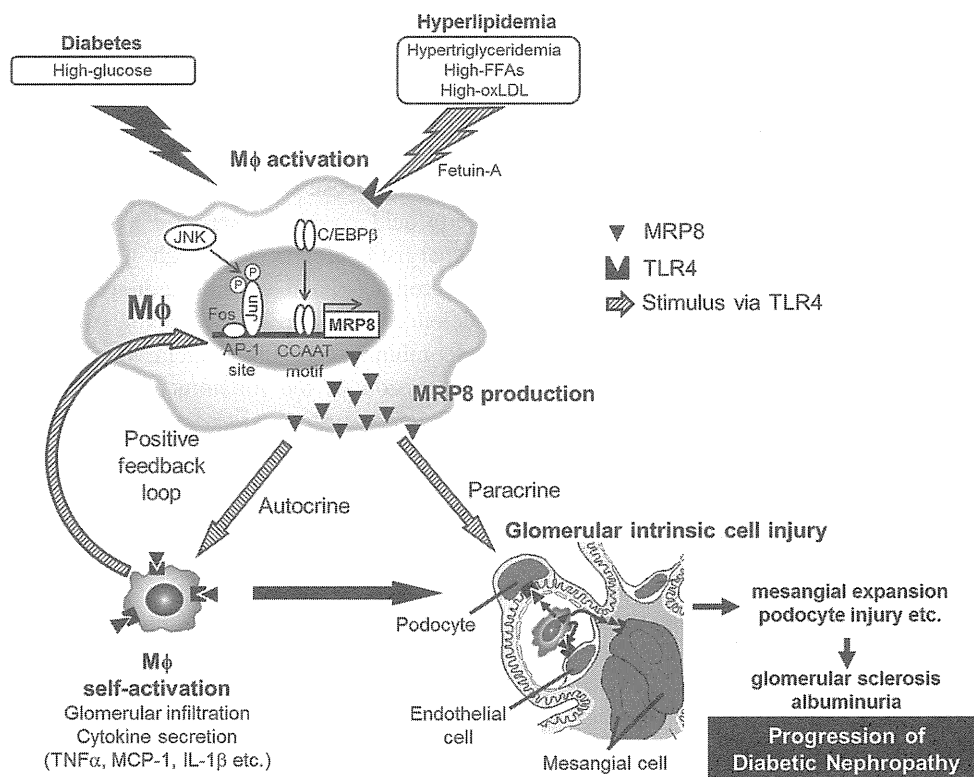 Diabetes
High-glucose
Hyperlipidemia
Hypertriglyceridemia
High-FFAs
High-oxLDL
Mϕ activation
Fetuin-A
JNK
C/EBPβ
P
P
Mϕ
Fos
Jun
MRP8
AP-1
site
CCAAT
motif
MRP8 production
MRP8
TLR4
Stimulus via TLR4
Positive
feedback
loop
Autocrine
Paracrine
Glomerular intrinsic cell injury
Podocyte
Endothelial
cell
Mesangial cell
mesangial expansion
podocyte injury etc.
glomerular sclerosis
albuminuria
Progression of
Diabetic Nephropathy
Mϕ
self-activation
Glomerular infiltration
Cytokine secretion
(TNFα, MCP-1, IL-1β etc.)